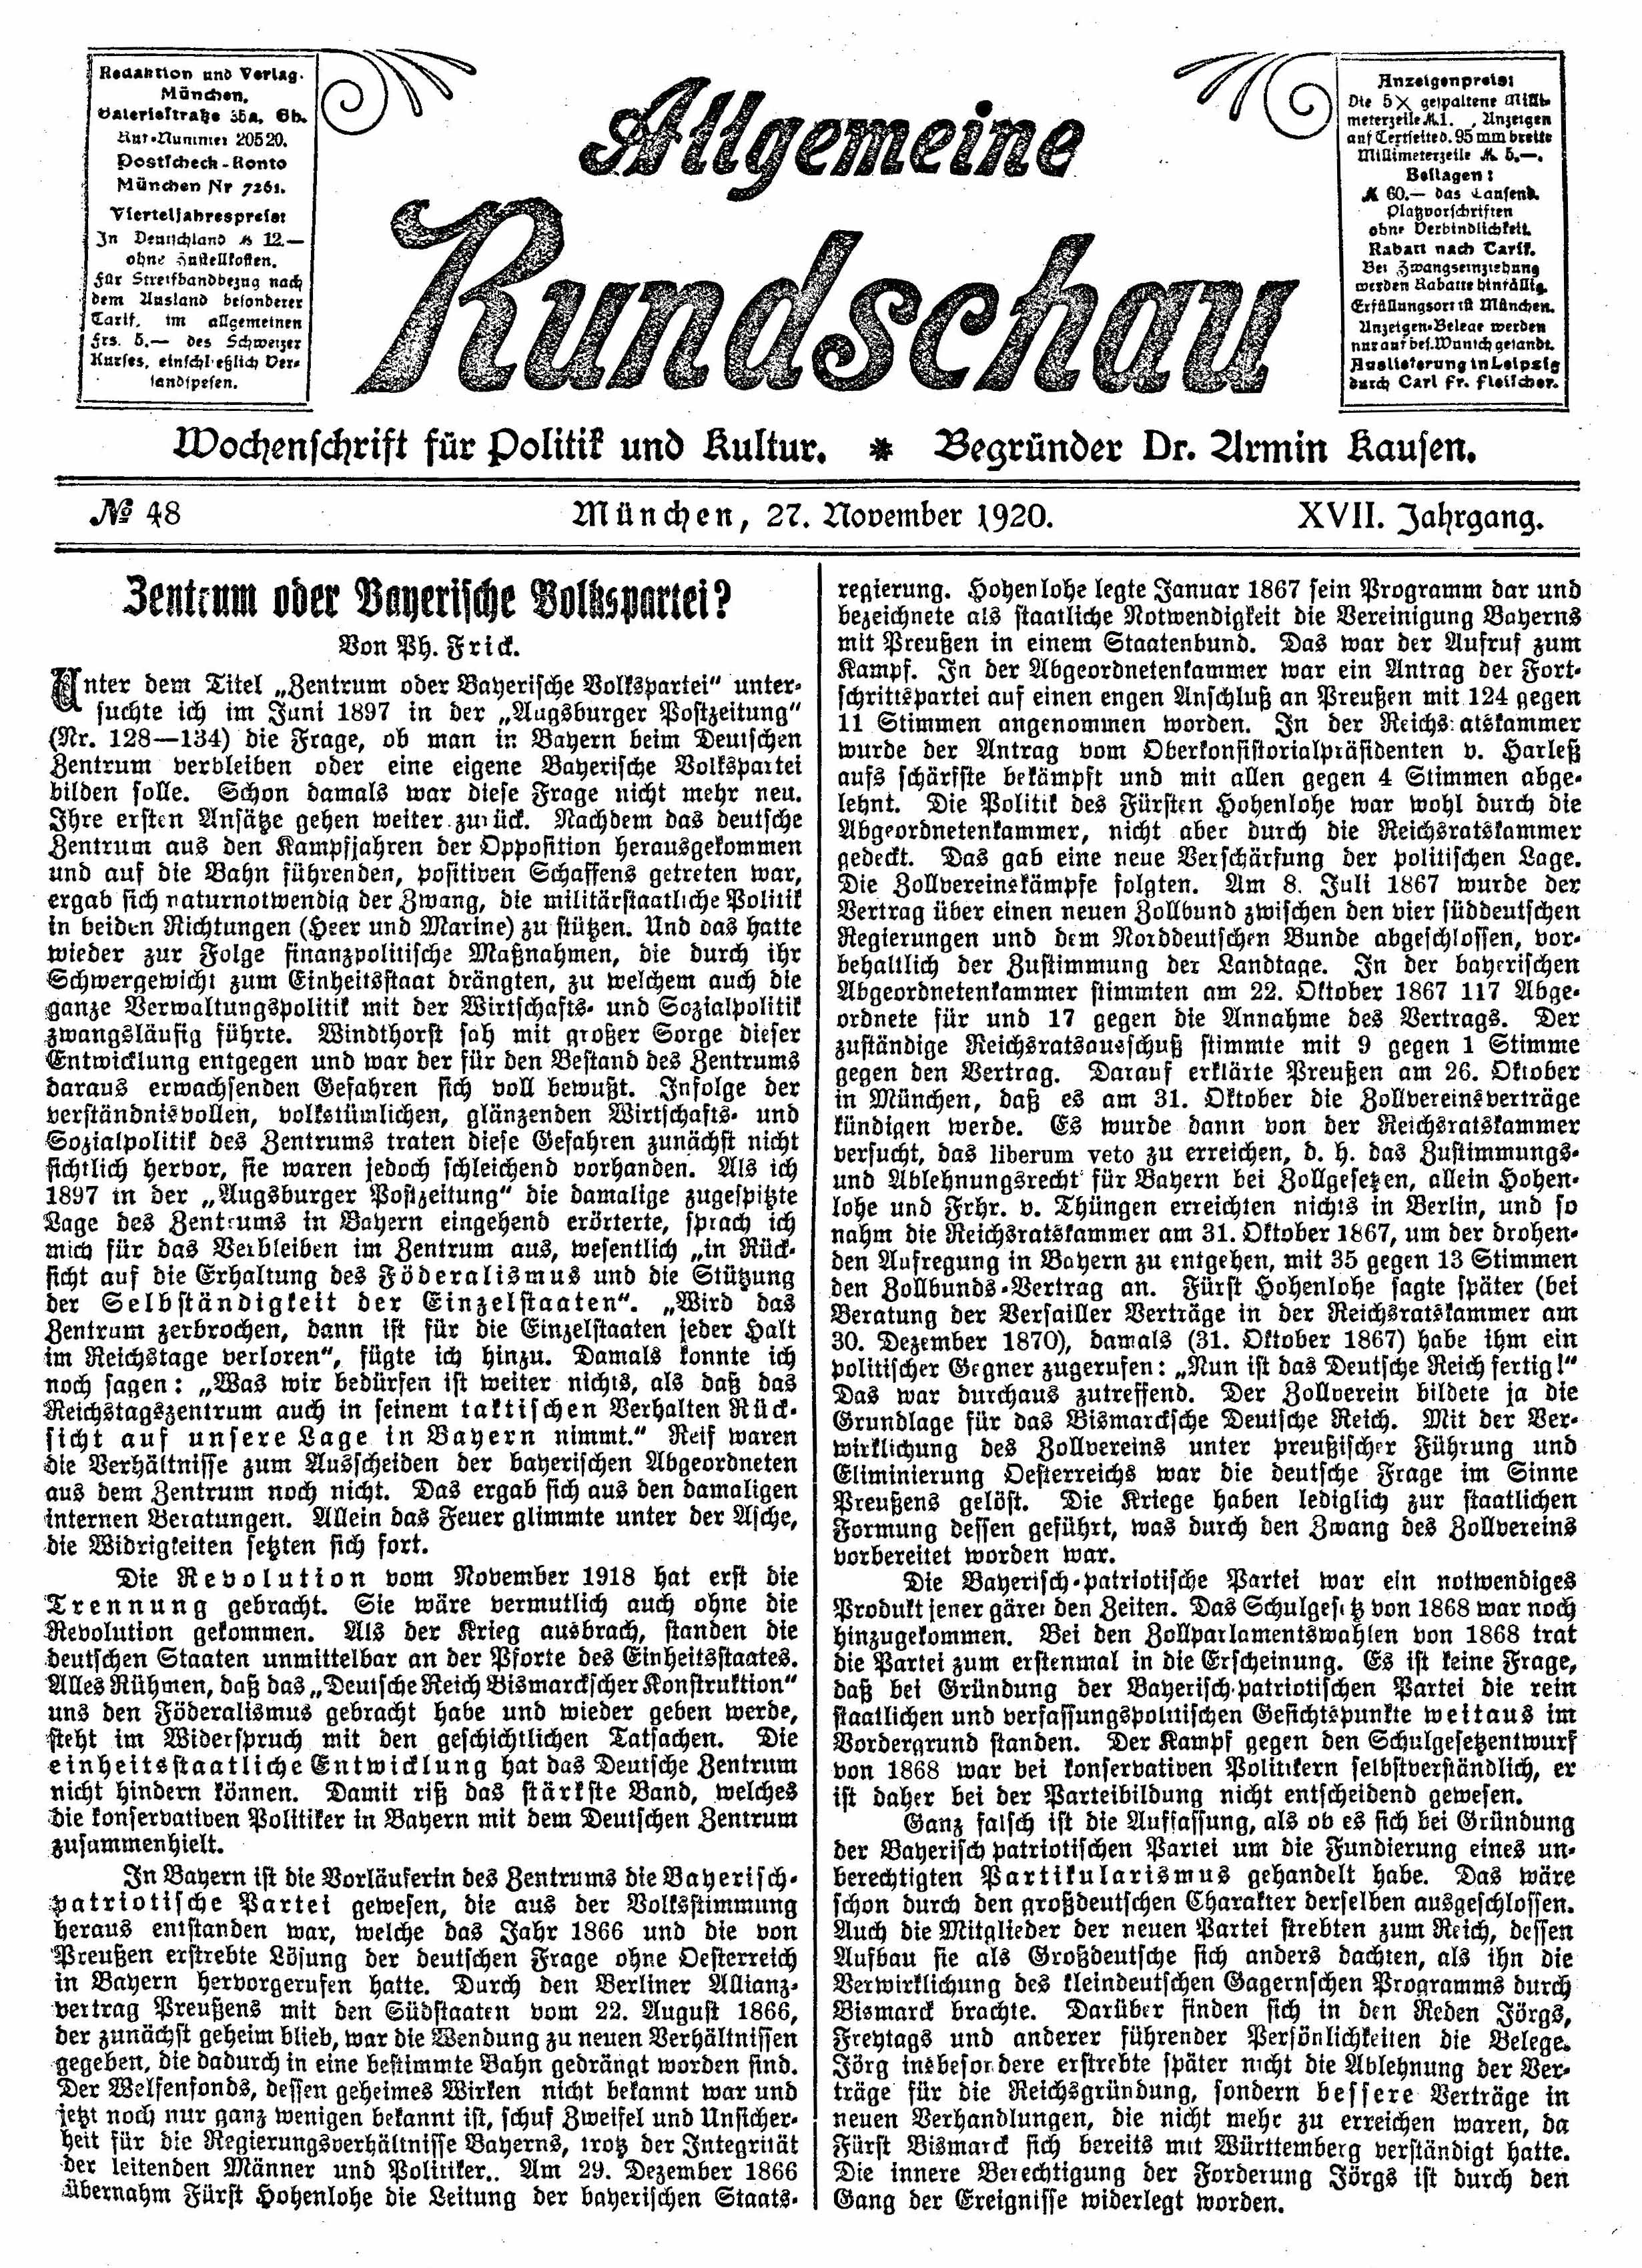 Redaktion und Verlag.
München,
Galeriestraße 35a, Gh.
Ruf-Nummer 20520.
Postscheck-Konto
München Nr 7261.
Vierteljahrespreis:
In Deutschland M 12.—
ohne Zustellkosten.
Für Streifbandbezug nach
dem Ausland besonderer
Tarif, im allgemeinen
Frs. 5.— des Schweizer
Kurses, einschließlich Ver-
sandspesen.
Allgemeine
Rundschau
Anzeigenpreis:
Die 5× gespaltene Milli-
meterzeile M 1. , Anzeigen
auf Textseite d. 95 mm breite
Millimeterzeile M 5.—.
Beilagen:
M 60.— das Tausend.
Platzvorschriften
ohne Verbindlichkeit.
Rabatt nach Tarif.
Bei Zwangseinziehung
werden Rabatte hinfällig.
Erfüllungsort ist München.
Anzeigen-Belege werden
nur auf bes. Wunsch gesandt.
Auslieferung in Leipzig
durch Carl Fr. Fleischer.
Wochenschrift für Politik und Kultur. * Begründer Dr. Armin Kausen.
№ 48 München, 27. November 1920. XVII. Jahrgang.
Zentrum oder Bayerische Volkspartei?
Von Ph. Frick.
Unter dem Titel „Zentrum oder Bayerische Volkspartei“ unter-
suchte ich im Juni 1897 in der „Augsburger Postzeitung“
(Nr. 128—134) die Frage, ob man in Bayern beim Deutschen
Zentrum verbleiben oder eine eigene Bayerische Volkspartei
bilden solle. Schon damals war diese Frage nicht mehr neu.
Ihre ersten Ansätze gehen weiter zurück. Nachdem das deutsche
Zentrum aus den Kampfjahren der Opposition herausgekommen
und auf die Bahn führenden, positiven Schaffens getreten war,
ergab sich naturnotwendig der Zwang, die militärstaatliche Politik
in beiden Richtungen (Heer und Marine) zu stützen. Und das hatte
wieder zur Folge finanzpolitische Maßnahmen, die durch ihr
Schwergewicht zum Einheitsstaat drängten, zu welchem auch die
ganze Verwaltungspolitik mit der Wirtschafts- und Sozialpolitik
zwangsläufig führte. Windthorst sah mit großer Sorge dieser
Entwicklung entgegen und war der für den Bestand des Zentrums
daraus erwachsenden Gefahren sich voll bewußt. Infolge der
verständnisvollen, volkstümlichen, glänzenden Wirtschafts- und
Sozialpolitik des Zentrums traten diese Gefahren zunächst nicht
sichtlich hervor, sie waren jedoch schleichend vorhanden. Als ich
1897 in der „Augsburger Postzeitung“ die damalige zugespitzte
Lage des Zentrums in Bayern eingehend erörterte, sprach ich
mich für das Verbleiben im Zentrum aus, wesentlich „in Rück-
sicht auf die Erhaltung des Föderalismus und die Stützung
der Selbständigkeit der Einzelstaaten“. „Wird das
Zentrum zerbrochen, dann ist für die Einzelstaaten jeder Halt
im Reichstage verloren“, fügte ich hinzu. Damals konnte ich
noch sagen: „Was wir bedürfen ist weiter nichts, als daß das
Reichstagszentrum auch in seinem taktischen Verhalten Rück-
sicht auf unsere Lage in Bayern nimmt.“ Reif waren
die Verhältnisse zum Ausscheiden der bayerischen Abgeordneten
aus dem Zentrum noch nicht. Das ergab sich aus den damaligen
internen Beratungen. Allein das Feuer glimmte unter der Asche,
die Widrigkeiten setzten sich fort.
Die Revolution vom November 1918 hat erst die
Trennung gebracht. Sie wäre vermutlich auch ohne die
Revolution gekommen. Als der Krieg ausbrach, standen die
deutschen Staaten unmittelbar an der Pforte des Einheitsstaates.
Alles Rühmen, daß das „Deutsche Reich Bismarckscher Konstruktion“
uns den Föderalismus gebracht habe und wieder geben werde,
steht im Widerspruch mit den geschichtlichen Tatsachen. Die
einheitsstaatliche Entwicklung hat das Deutsche Zentrum
nicht hindern können. Damit riß das stärkste Band, welches
die konservativen Politiker in Bayern mit dem Deutschen Zentrum
zusammenhielt.
In Bayern ist die Vorläuferin des Zentrums die Bayerisch-
patriotische Partei gewesen, die aus der Volksstimmung
heraus entstanden war, welche das Jahr 1866 und die von
Preußen erstrebte Lösung der deutschen Frage ohne Oesterreich
in Bayern hervorgerufen hatte. Durch den Berliner Allianz-
vertrag Preußens mit den Südstaaten vom 22. August 1866,
der zunächst geheim blieb, war die Wendung zu neuen Verhältnissen
gegeben, die dadurch in eine bestimmte Bahn gedrängt worden sind.
Der Welfenfonds, dessen geheimes Wirken nicht bekannt war und
jetzt noch nur ganz wenigen bekannt ist, schuf Zweifel und Unsicher-
heit für die Regierungsverhältnisse Bayerns, trotz der Integrität
der leitenden Männer und Politiker.. Am 29. Dezember 1866
übernahm Fürst Hohenlohe die Leitung der bayerischen Staats-
regierung. Hohenlohe legte Januar 1867 sein Programm dar und
bezeichnete als staatliche Notwendigkeit die Vereinigung Bayerns
mit Preußen in einem Staatenbund. Das war der Aufruf zum
Kampf. In der Abgeordnetenkammer war ein Antrag der Fort-
schrittspartei auf einen engen Anschluß an Preußen mit 124 gegen
11 Stimmen angenommen worden. In der Reichsratskammer
wurde der Antrag vom Oberkonsistorialpräsidenten v. Harleß
aufs schärfste bekämpft und mit allen gegen 4 Stimmen abge-
lehnt. Die Politik des Fürsten Hohenlohe war wohl durch die
Abgeordnetenkammer, nicht aber durch die Reichsratskammer
gedeckt. Das gab eine neue Verschärfung der politischen Lage.
Die Zollvereinskämpfe folgten. Am 8. Juli 1867 wurde der
Vertrag über einen neuen Zollbund zwischen den vier süddeutschen
Regierungen und dem Norddeutschen Bunde abgeschlossen, vor-
behaltlich der Zustimmung der Landtage. In der bayerischen
Abgeordnetenkammer stimmten am 22. Oktober 1867 117 Abge-
ordnete für und 17 gegen die Annahme des Vertrags. Der
zuständige Reichsratsausschuß stimmte mit 9 gegen 1 Stimme
gegen den Vertrag. Darauf erklärte Preußen am 26. Oktober
in München, daß es am 31. Oktober die Zollvereinsverträge
kündigen werde. Es wurde dann von der Reichsratskammer
versucht, das liberum veto zu erreichen, d. h. das Zustimmungs-
und Ablehnungsrecht für Bayern bei Zollgesetzen, allein Hohen-
lohe und Frhr. v. Thüngen erreichten nichts in Berlin, und so
nahm die Reichsratskammer am 31. Oktober 1867, um der drohen-
den Aufregung in Bayern zu entgehen, mit 35 gegen 13 Stimmen
den Zollbunds-Vertrag an. Fürst Hohenlohe sagte später (bei
Beratung der Versailler Verträge in der Reichsratskammer am
30. Dezember 1870), damals (31. Oktober 1867) habe ihm ein
politischer Gegner zugerufen: „Nun ist das Deutsche Reich fertig!“
Das war durchaus zutreffend. Der Zollverein bildete ja die
Grundlage für das Bismarcksche Deutsche Reich. Mit der Ver-
wirklichung des Zollvereins unter preußischer Führung und
Eliminierung Oesterreichs war die deutsche Frage im Sinne
Preußens gelöst. Die Kriege haben lediglich zur staatlichen
Formung dessen geführt, was durch den Zwang des Zollvereins
vorbereitet worden war.
Die Bayerisch-patriotische Partei war ein notwendiges
Produkt jener gärenden Zeiten. Das Schulgesetz von 1868 war noch
hinzugekommen. Bei den Zollparlamentswahlen von 1868 trat
die Partei zum erstenmal in die Erscheinung. Es ist keine Frage,
daß bei Gründung der Bayerisch-patriotischen Partei die rein
staatlichen und verfassungspolitischen Gesichtspunkte weitaus im
Vordergrund standen. Der Kampf gegen den Schulgesetzentwurf
von 1868 war bei konservativen Politikern selbstverständlich, er
ist daher bei der Parteibildung nicht entscheidend gewesen.
Ganz falsch ist die Auffassung, als ob es sich bei Gründung
der Bayerisch patriotischen Partei um die Fundierung eines un-
berechtigten Partikularismus gehandelt habe. Das wäre
schon durch den großdeutschen Charakter derselben ausgeschlossen.
Auch die Mitglieder der neuen Partei strebten zum Reich, dessen
Aufbau sie als Großdeutsche sich anders dachten, als ihn die
Verwirklichung des kleindeutschen Gagernschen Programms durch
Bismarck brachte. Darüber finden sich in den Reden Jörgs,
Freytags und anderer führender Persönlichkeiten die Belege.
Jörg insbesondere erstrebte später nicht die Ablehnung der Ver-
träge für die Reichsgründung, sondern bessere Verträge in
neuen Verhandlungen, die nicht mehr zu erreichen waren, da
Fürst Bismarck sich bereits mit Württemberg verständigt hatte.
Die innere Berechtigung der Forderung Jörgs ist durch den
Gang der Ereignisse widerlegt worden.